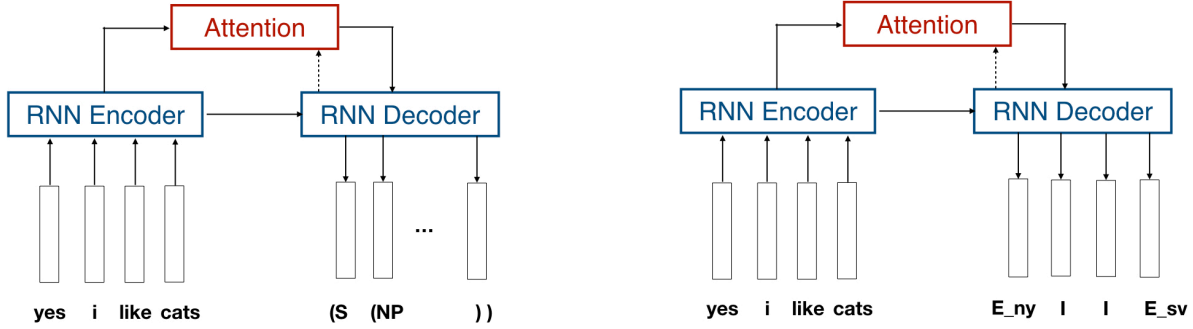 Attention
RNN Encoder RNN Decoder
...
yes i like cats (S (NP ) )
Attention
RNN Encoder RNN Decoder
yes i like cats E_ny I I E_sv